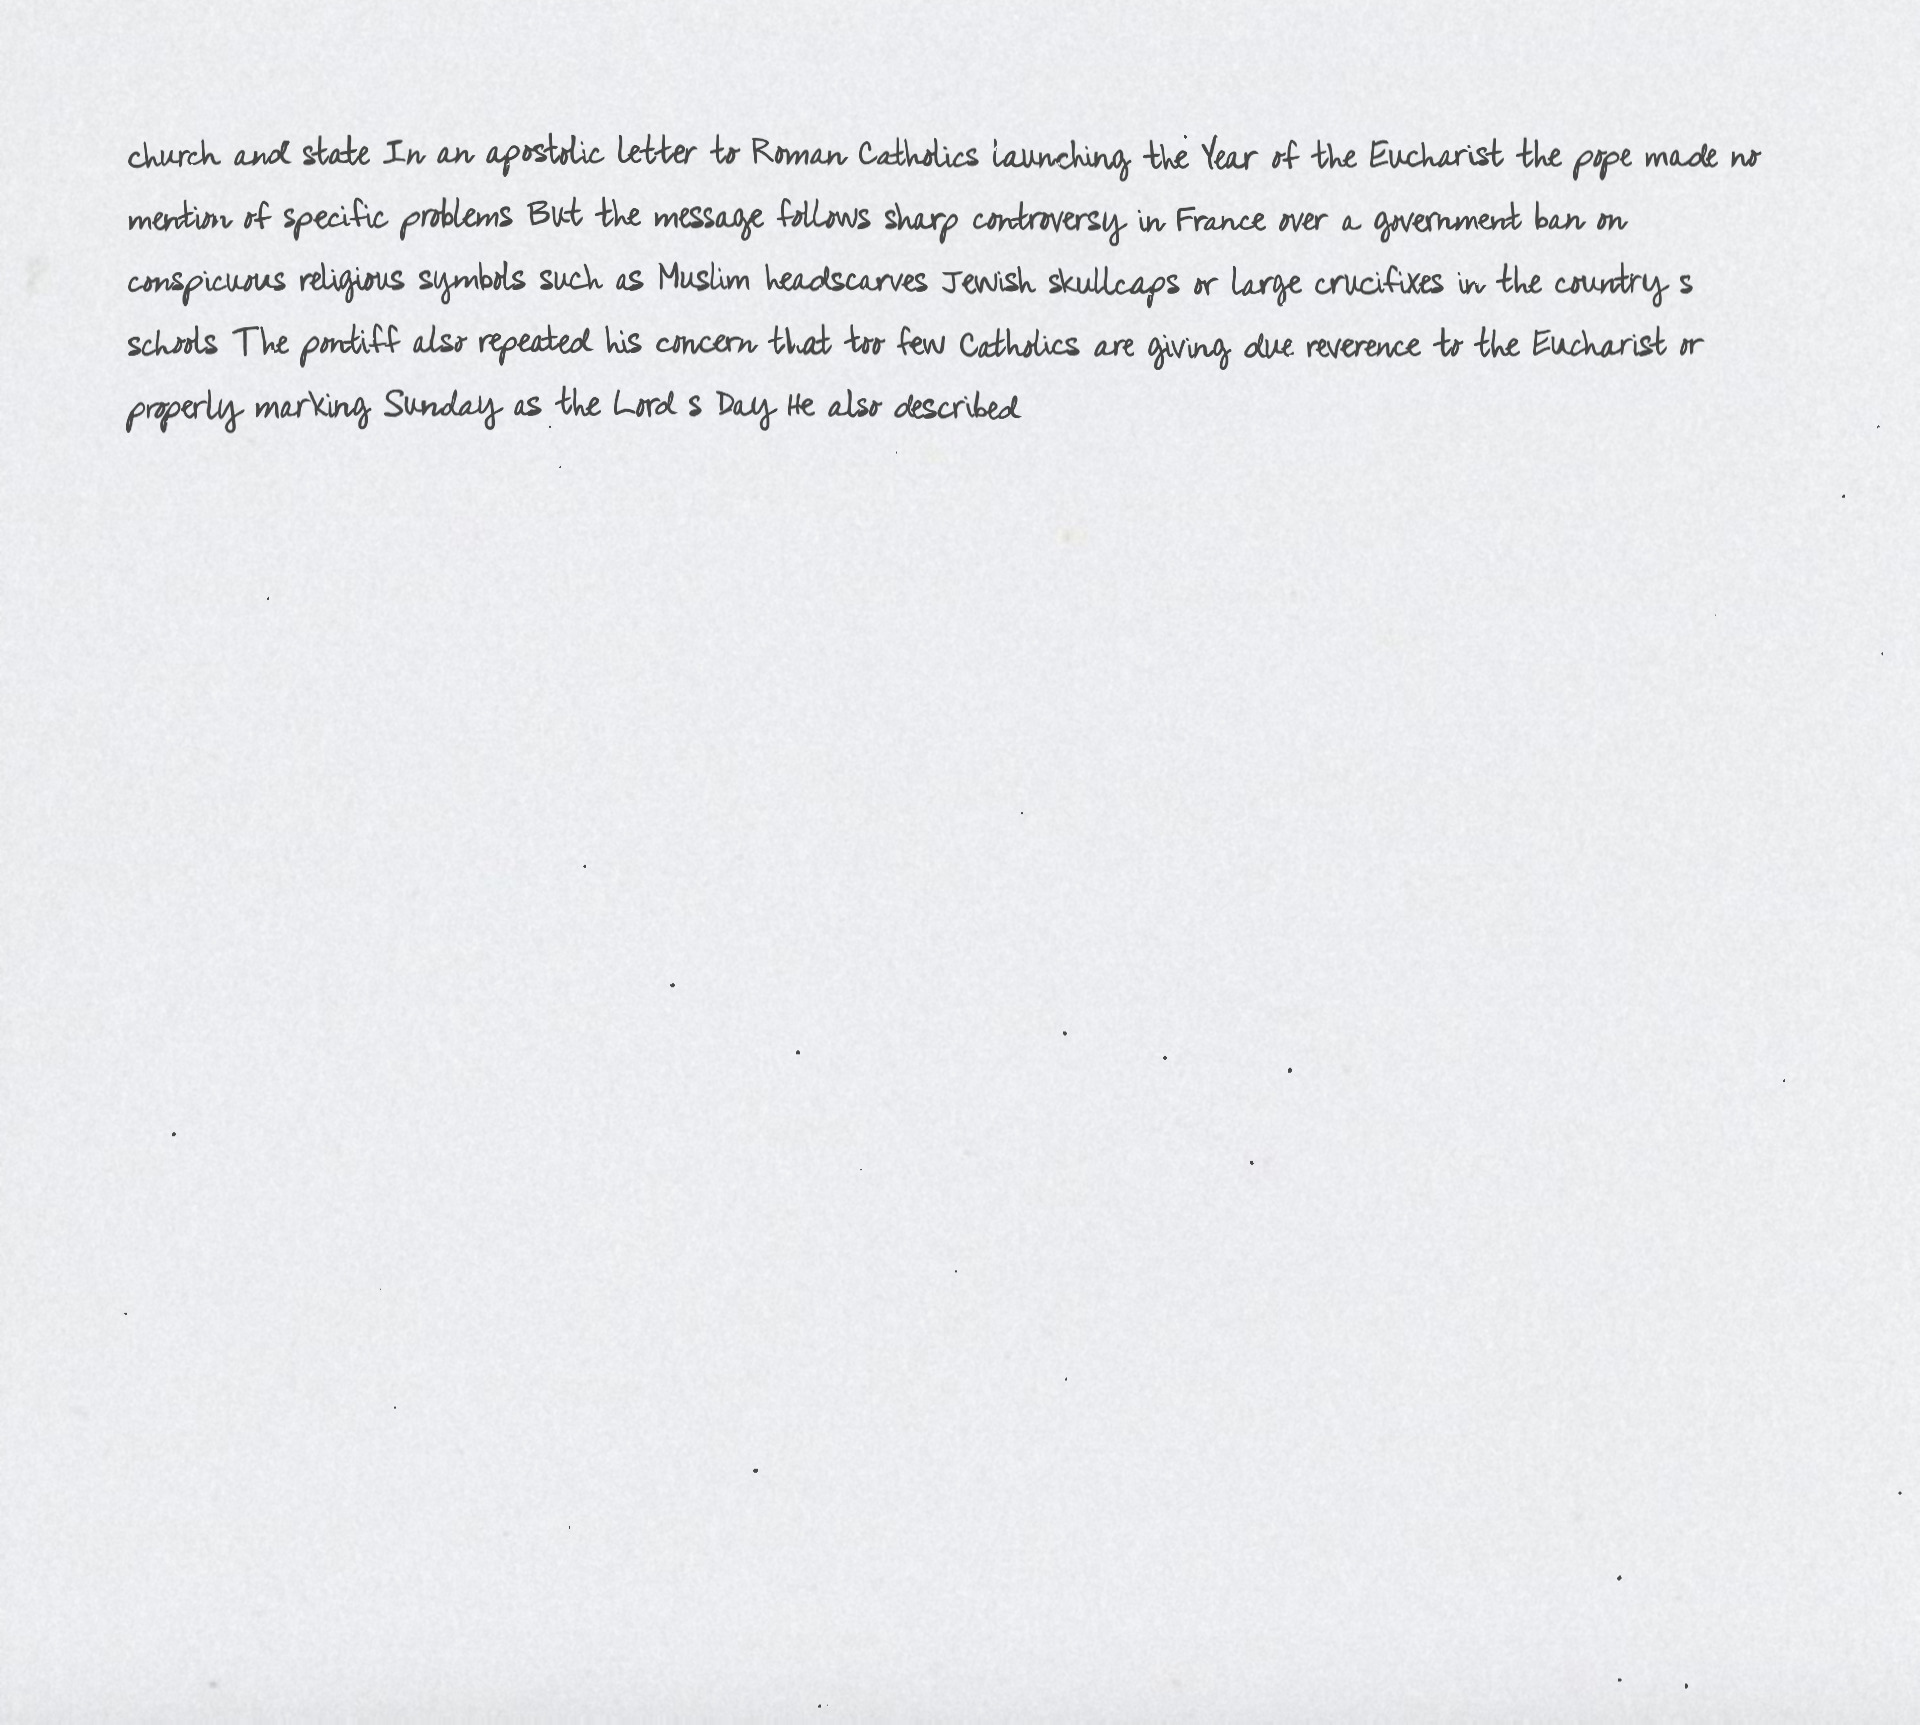 church and state In an apostolic letter to Roman Catholics launching the Year of the Eucharist the pope made no
mention of specific problems But the message follows sharp controversy in France over a government ban on
conspicuous religious symbols such as Muslim headscarves Jewish skullcaps or large crucifixes in the country s
schools The pontiff also repeated his concern that too few Catholics are giving due reverence to the Eucharist or
properly marking Sunday as the Lord s Day He also described